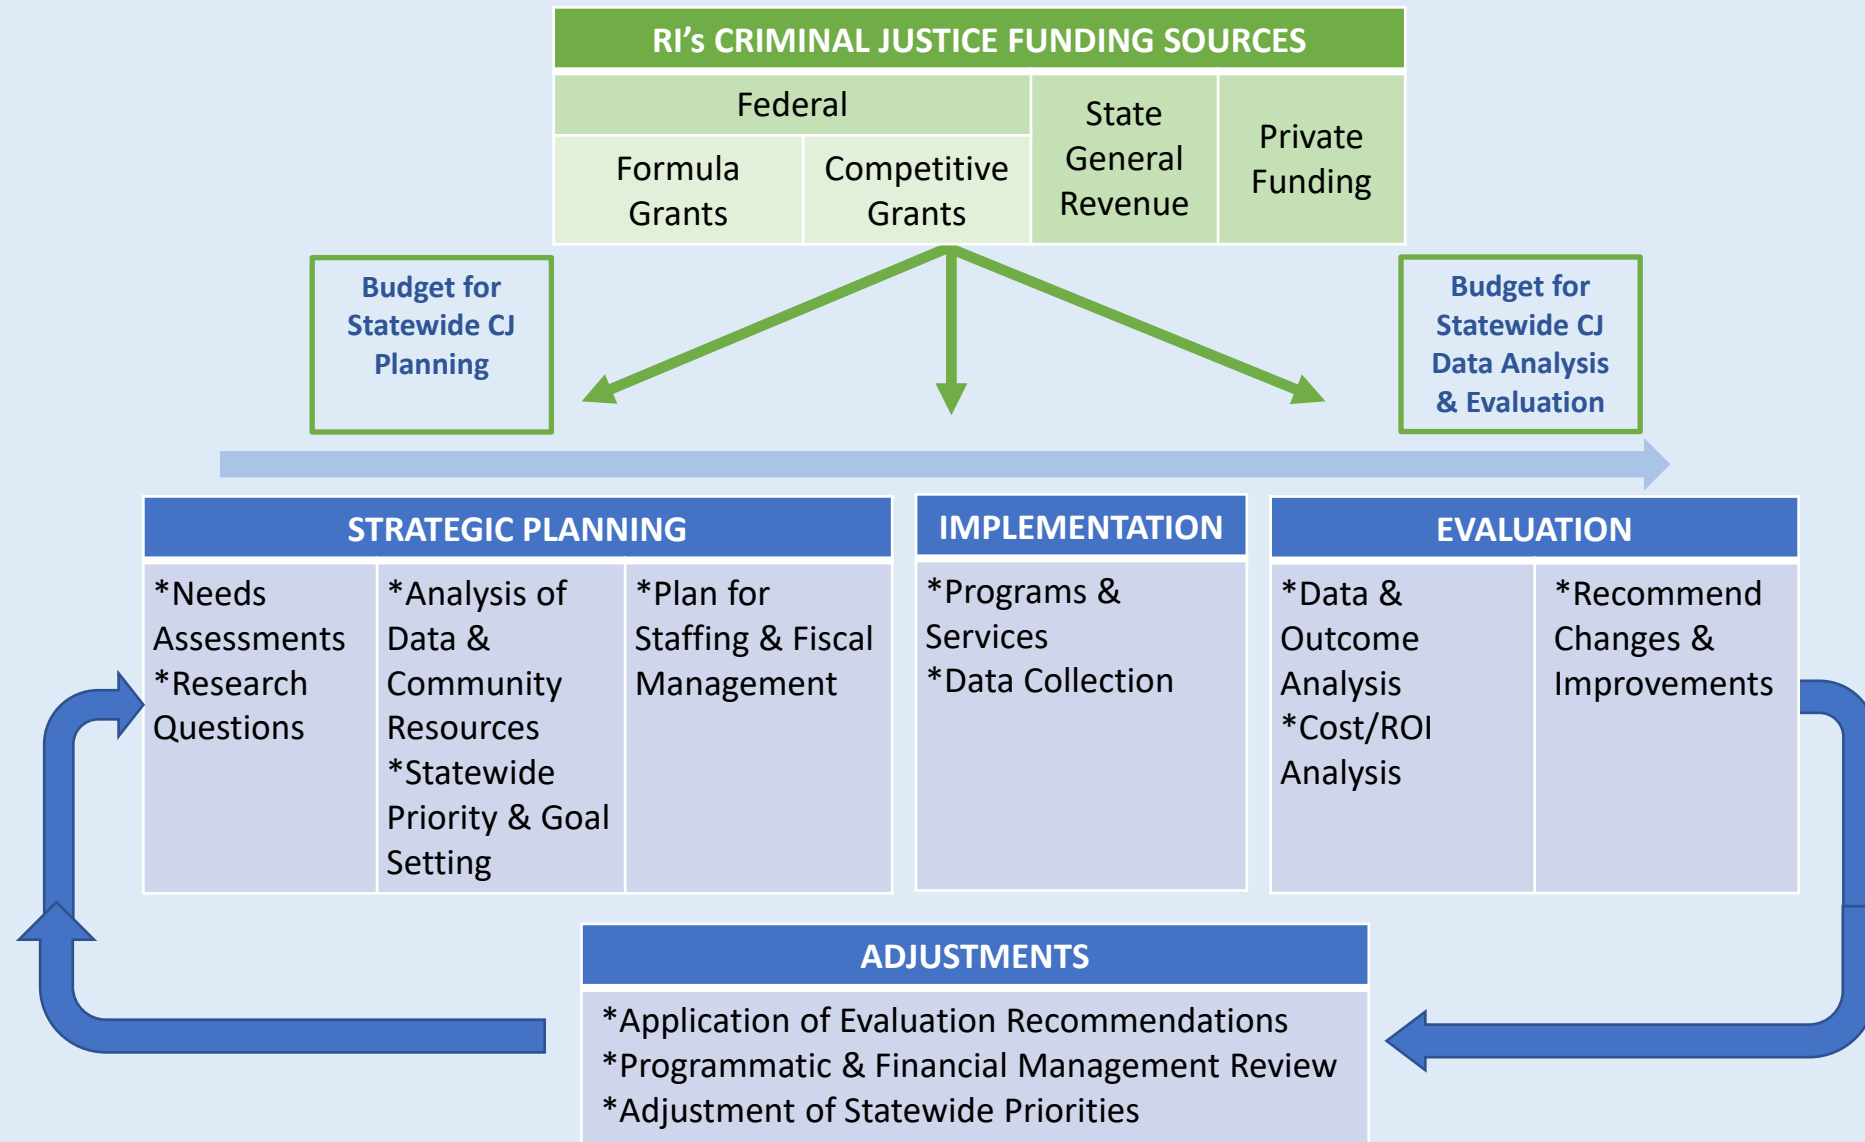 RI's CRIMINAL JUSTICE FUNDING SOURCES
Federal
Formula
Grants
Competitive
Grants
State
General
Revenue
Private
Funding
Budget for
Statewide CJ
Planning
Budget for
Statewide CJ
Data Analysis
& Evaluation
STRATEGIC PLANNING
*Needs
Assessments
*Research
Questions
*Analysis of
Data &
Community
Resources
*Statewide
Priority & Goal
Setting
*Plan for
Staffing & Fiscal
Management
IMPLEMENTATION
*Programs &
Services
*Data Collection
EVALUATION
*Data &
Outcome
Analysis
*Cost/ROI
Analysis
*Recommend
Changes &
Improvements
ADJUSTMENTS
*Application of Evaluation Recommendations
*Programmatic & Financial Management Review
*Adjustment of Statewide Priorities